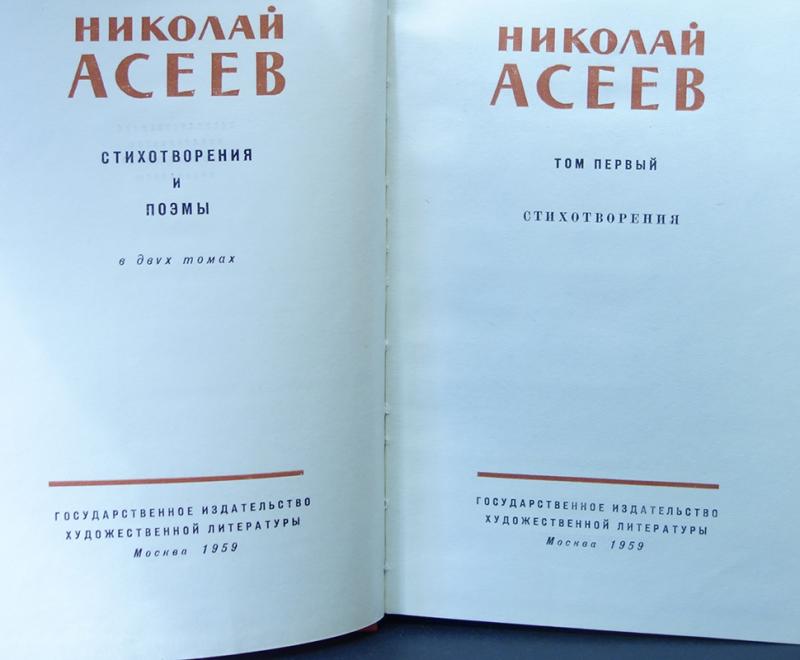 НИКОЛАЙ
АСЕЕВ
СТИХОТВОРЕНИЯ
И
ПОЭМЫ
в двух томах
ГОСУДАРСТВЕННОЕ ИЗДАТЕЛЬСТВО
ХУДОЖЕСТВЕННОЙ ЛИТЕРАТУРЫ
Москва 1959
НИКОЛАЙ
АСЕЕВ
ТОМ ПЕРВЫЙ
СТИХОТВОРЕНИЯ
ГОСУДАРСТВЕННОЕ ИЗДАТЕЛЬСТВО
ХУДОЖЕСТВЕННОЙ ЛИТЕРАТУРЫ
Москва 1959